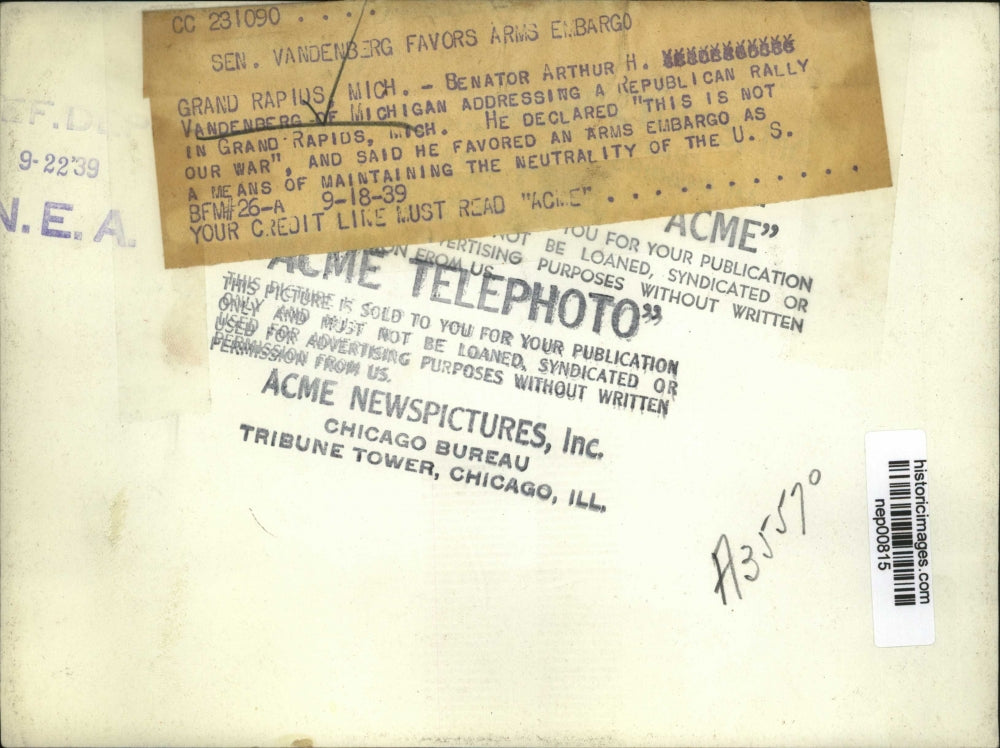 CC 231090 . . . .
SEN. VANDENBERG FAVORS ARMS EMBARGO
GRAND RAPIDS, MICH. - BENATOR ARTHUR H.
VANDENBERG OF MICHIGAN ADDRESSING A REPUBLICAN RALLY
IN GRAND RAPIDS, MICH. HE DECLARED "THIS IS NOT
OUR WAR", AND SAID HE FAVORED AN ARMS EMBARGO AS
A MEANS OF MAINTAINING THE NEUTRALITY OF THE U. S.
BFM#26-A 9-18-39
YOUR CREDIT LINE MUST READ "ACME" . . . . . . . . . . . .
9-22'39
N.E.A.
ACME”
YOU FOR YOUR PUBLICATION
NOT BE LOANED, SYNDICATED OR
VERTISING PURPOSES WITHOUT WRITTEN
ON FROM US.
ACME TELEPHOTO”
THIS PICTURE IS SOLD TO YOU FOR YOUR PUBLICATION
ONLY AND MUST NOT BE LOANED, SYNDICATED OR
USED FOR ADVERTISING PURPOSES WITHOUT WRITTEN
PERMISSION FROM US.
ACME NEWSPICTURES, Inc.
CHICAGO BUREAU
TRIBUNE TOWER, CHICAGO, ILL.
historicimages.com
nep00815